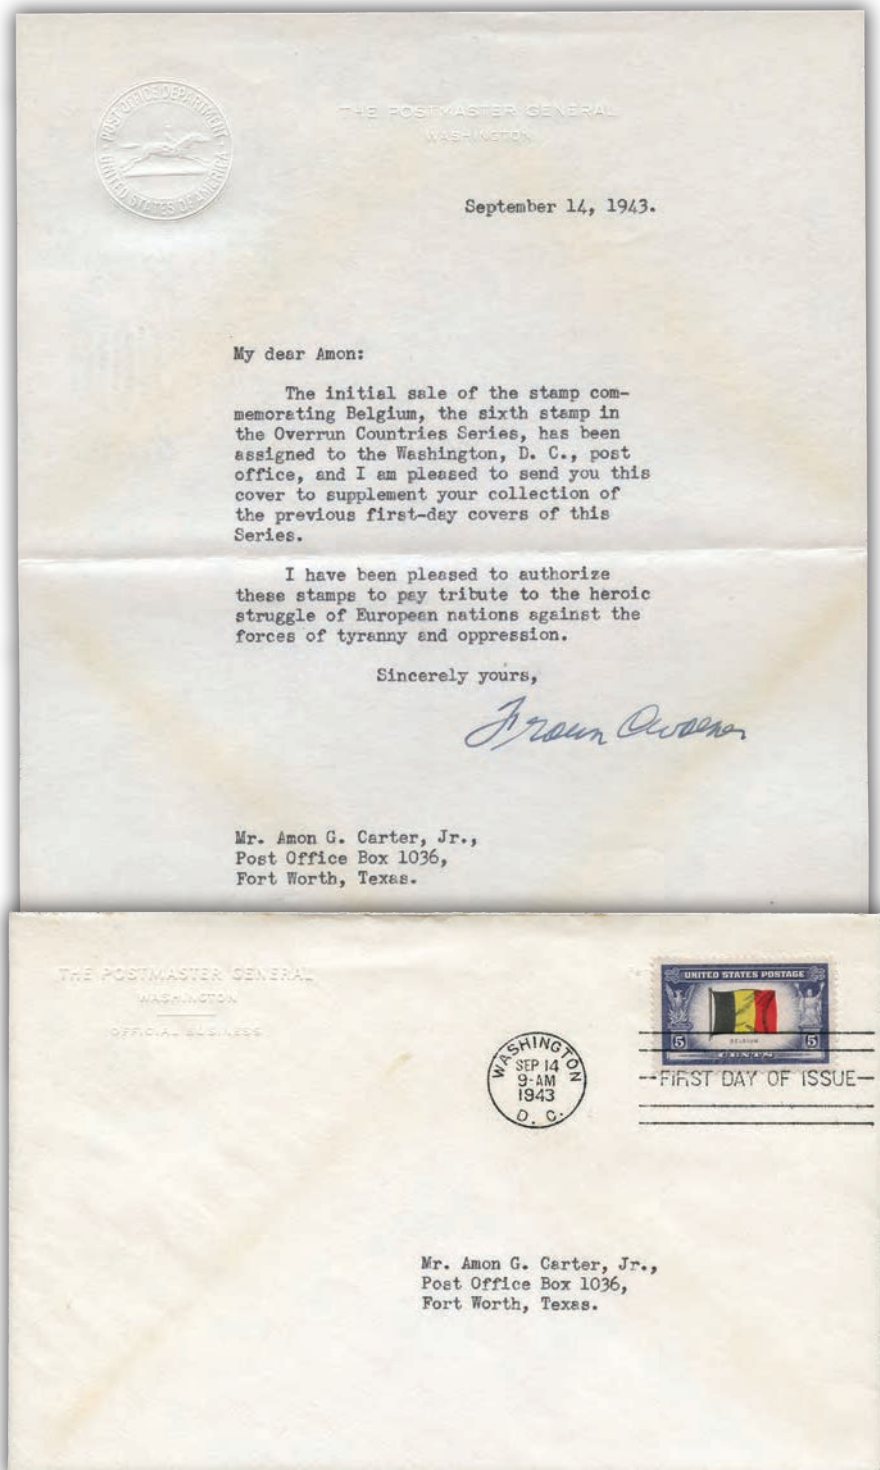 POST OFFICE DEPARTMENT
UNITED STATES OF AMERICA
THE POSTMASTER GENERAL
WASHINGTON
September 14, 1943.
My dear Amon:
The initial sale of the stamp com-
memorating Belgium, the sixth stamp in
the Overrun Countries Series, has been
assigned to the Washington, D. C., post
office, and I am pleased to send you this
cover to supplement your collection of
the previous first-day covers of this
Series.
I have been pleased to authorize
these stamps to pay tribute to the heroic
struggle of European nations against the
forces of tyranny and oppression.
Sincerely yours,
Mr. Amon G. Carter, Jr.,
Post Office Box 1036,
Fort Worth, Texas.
THE POSTMASTER GENERAL
WASHINGTON
OFFICIAL BUSINESS
UNITED STATES POSTAGE
BELGIUM
5 5
WASHINGTON
SEP 14
9-AM
1943
D. C.
FIRST DAY OF ISSUE
Mr. Amon G. Carter, Jr.,
Post Office Box 1036,
Fort Worth, Texas.